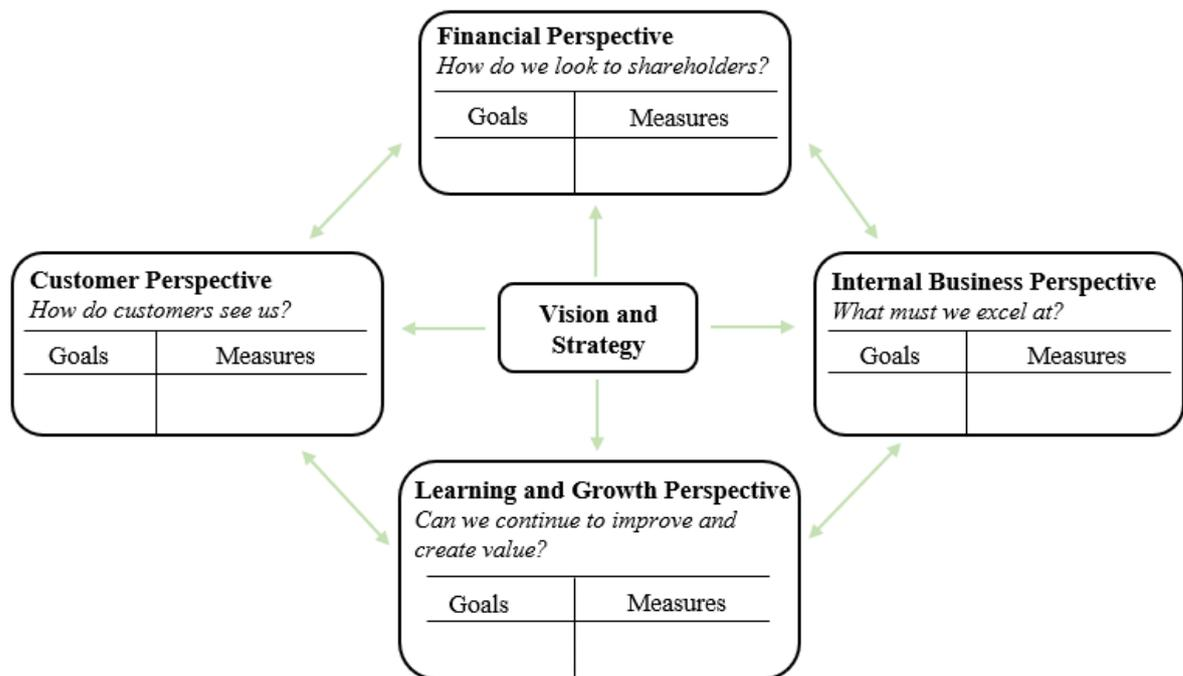 Financial Perspective
How do we look to shareholders?
Goals Measures
Customer Perspective
How do customers see us?
Goals Measures
Vision and
Strategy
Internal Business Perspective
What must we excel at?
Goals Measures
Learning and Growth Perspective
Can we continue to improve and
create value?
Goals Measures